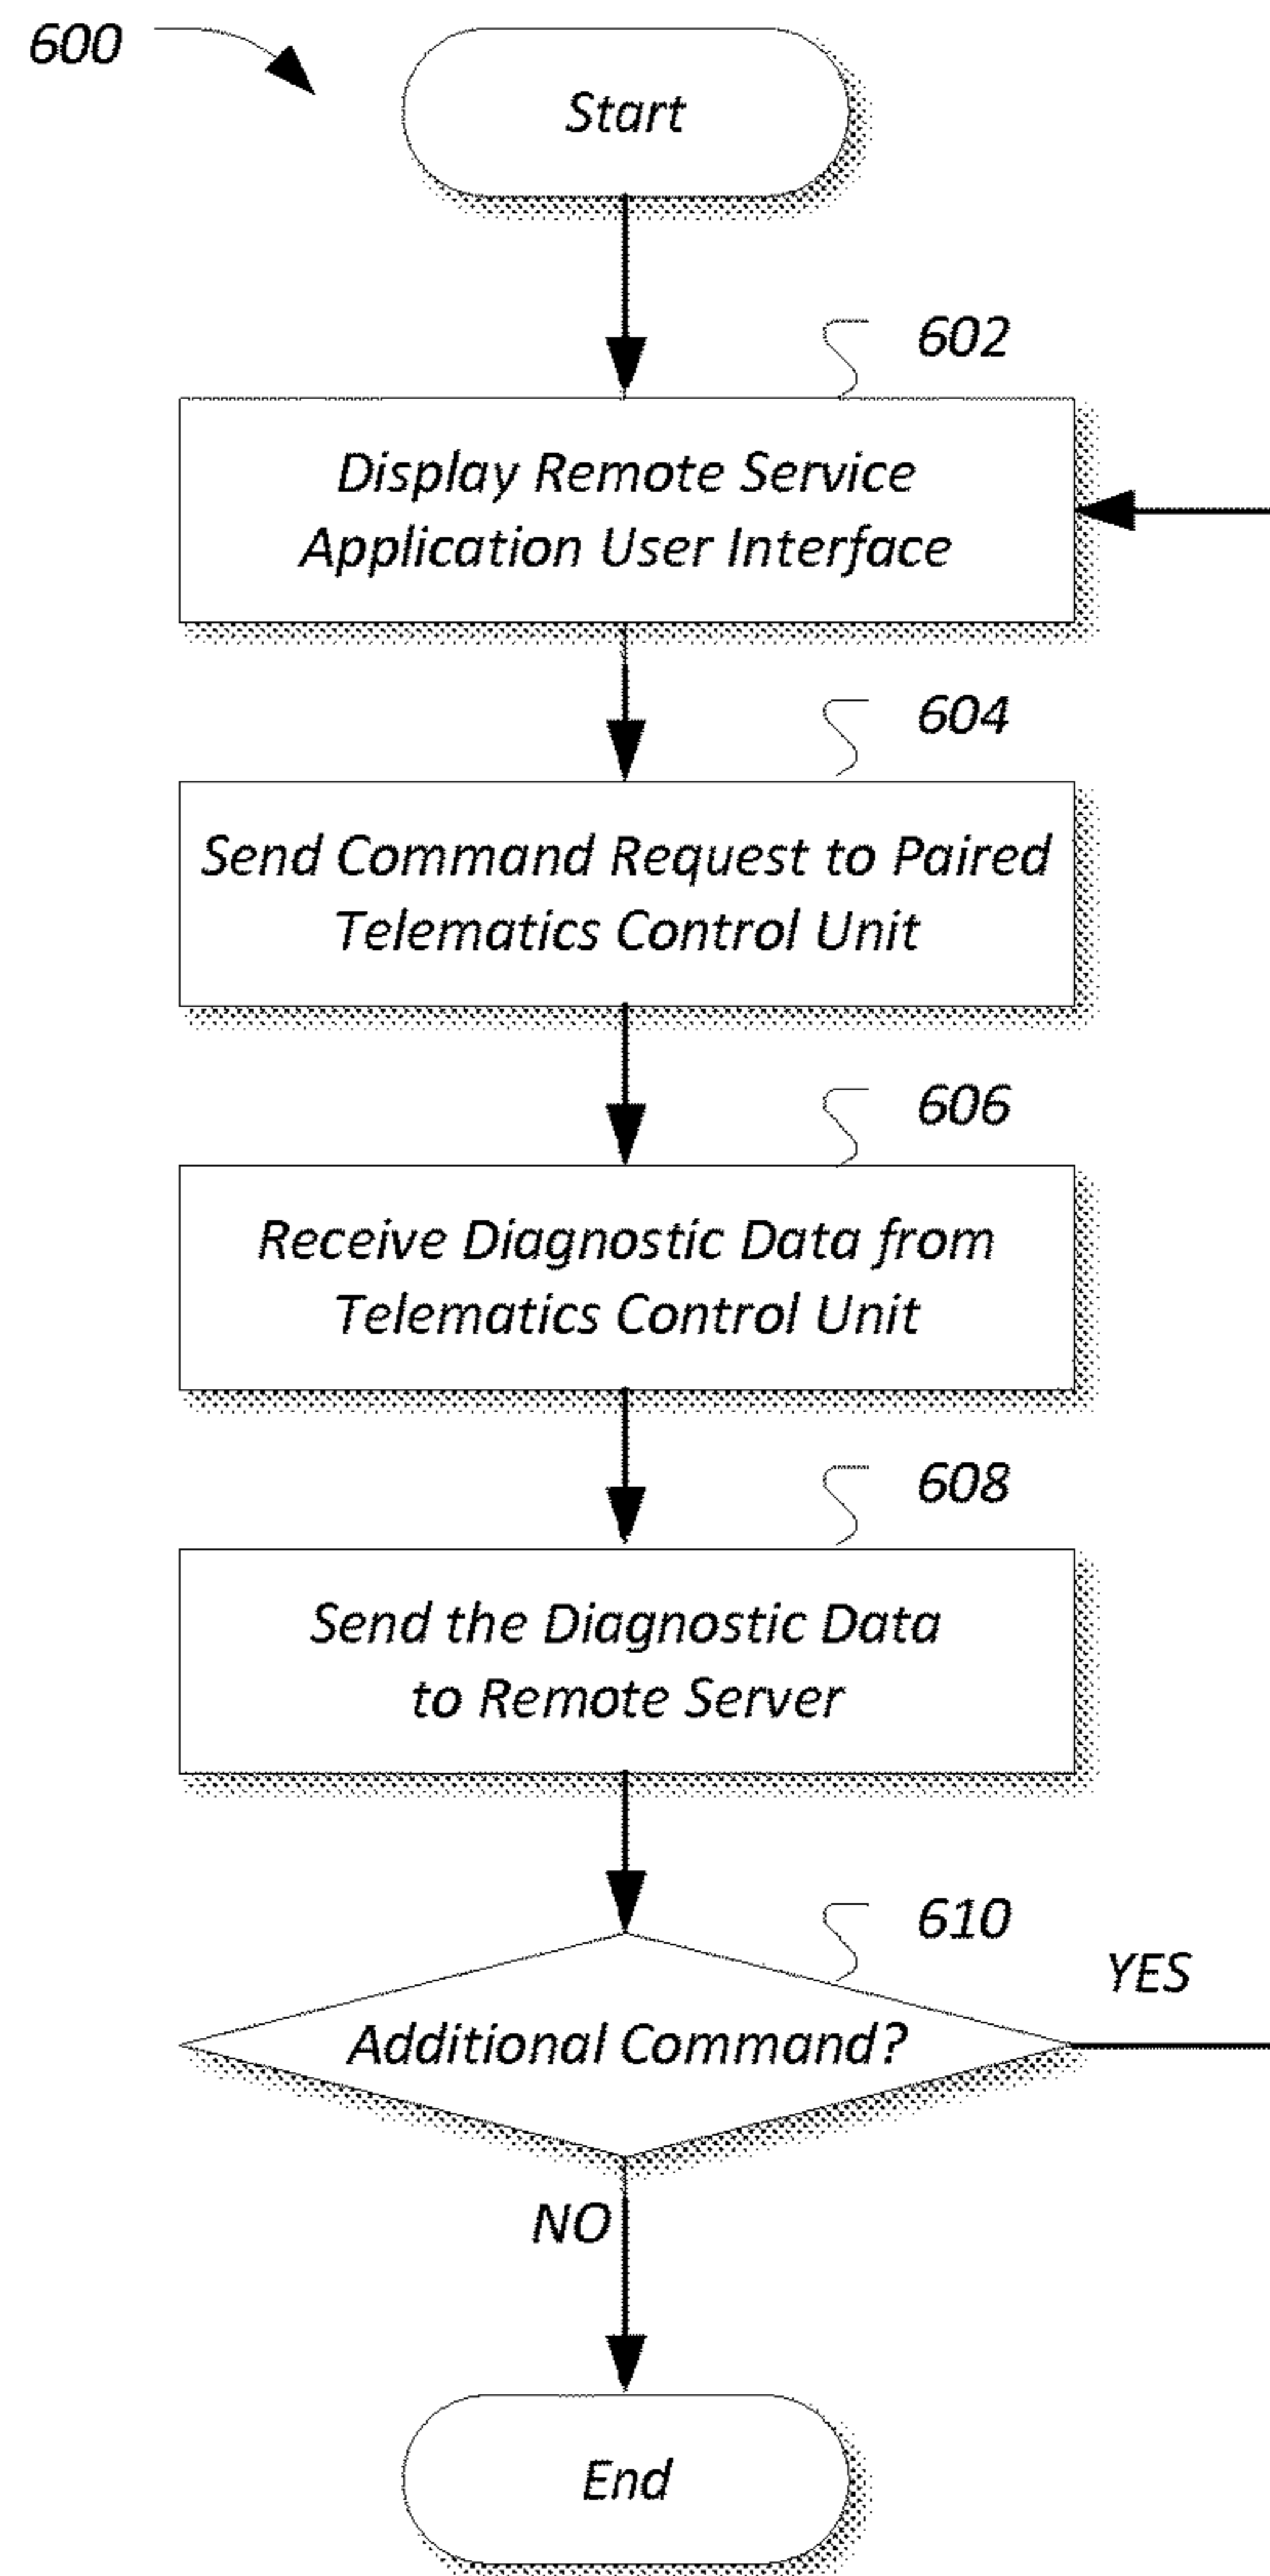 600
Start
602
Display Remote Service
Application User Interface
604
Send Command Request to Paired
Telematics Control Unit
606
Receive Diagnostic Data from
Telematics Control Unit
608
Send the Diagnostic Data
to Remote Server
610
YES
Additional Command?
NO
End